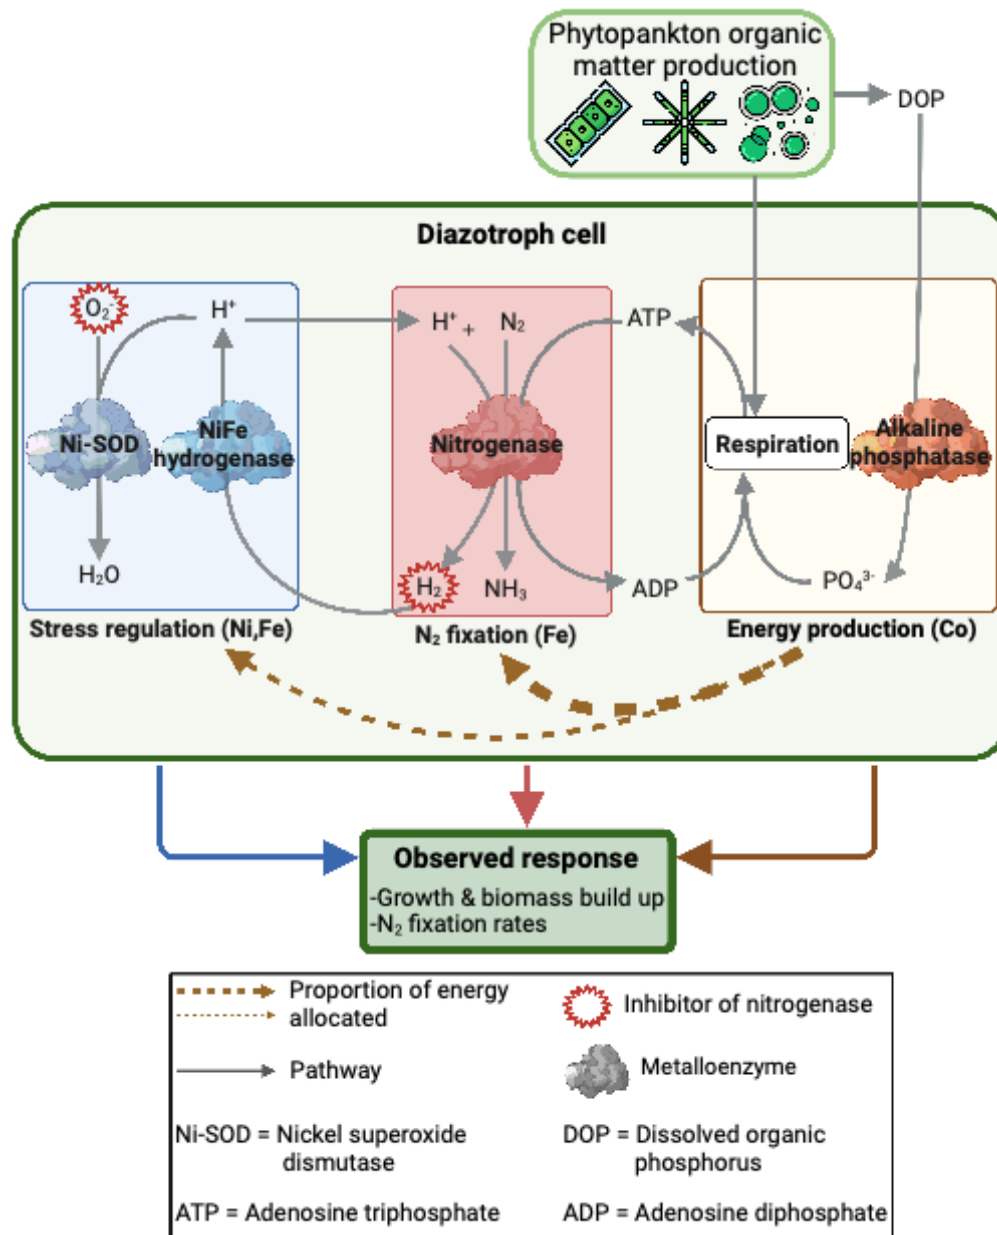 Phytopankton organic
matter production
DOP
Diazotroph cell
O₂⁻
H⁺
H⁺ + N₂
ATP
Ni-SOD
NiFe
hydrogenase
Nitrogenase
Respiration
Alkaline
phosphatase
H₂O
H₂
NH₃
ADP
PO₄³⁻
Stress regulation (Ni,Fe)
N₂ fixation (Fe)
Energy production (Co)
Observed response
-Growth & biomass build up
-N₂ fixation rates
Proportion of energy
allocated
Inhibitor of nitrogenase
Pathway
Metalloenzyme
Ni-SOD = Nickel superoxide
dismutase
DOP = Dissolved organic
phosphorus
ATP = Adenosine triphosphate
ADP = Adenosine diphosphate